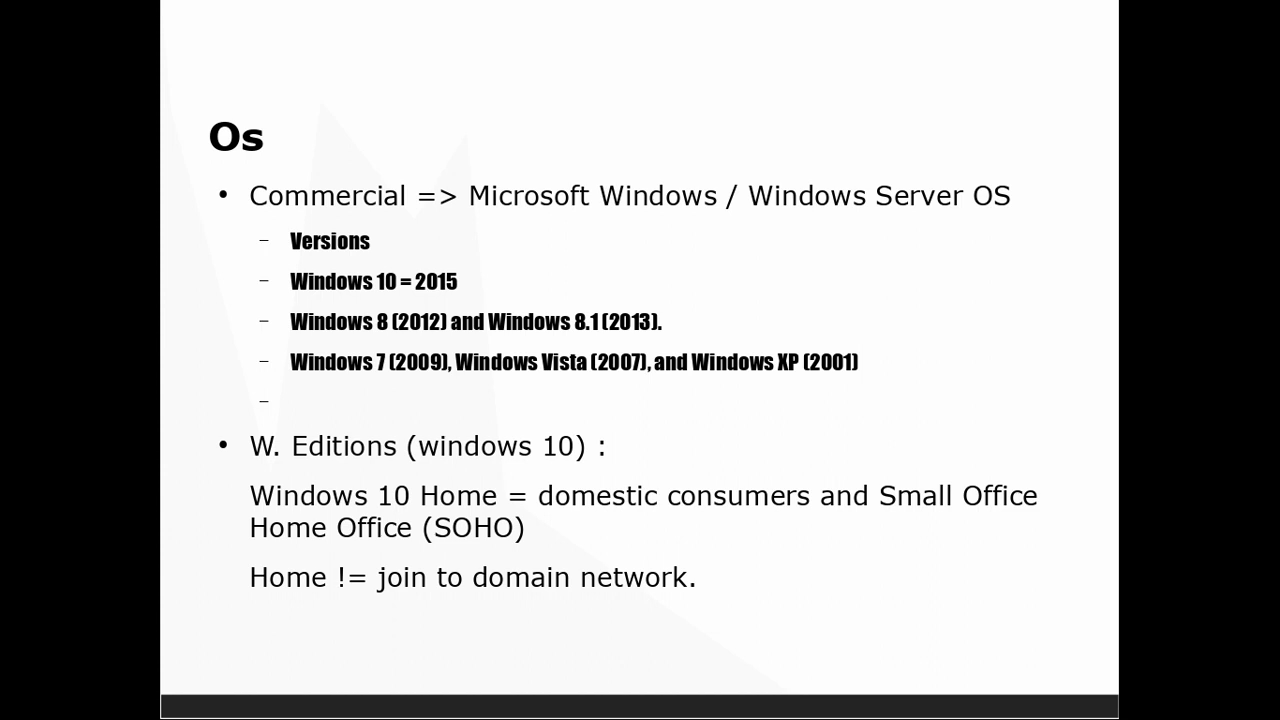 Os
• Commercial => Microsoft Windows / Windows Server OS
– Versions
– Windows 10 = 2015
– Windows 8 (2012) and Windows 8.1 (2013).
– Windows 7 (2009), Windows Vista (2007), and Windows XP (2001)
–
• W. Editions (windows 10) :
Windows 10 Home = domestic consumers and Small Office
Home Office (SOHO)
Home != join to domain network.